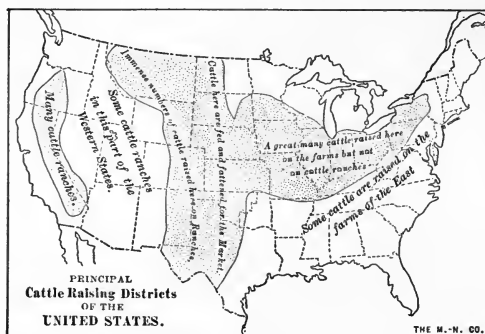 Many cattle ranches.
Some cattle ranches
in this part of the
Western States.
Immense numbers of cattle raised here on Ranches.
Cattle here are fed and fattened for the Market.
A great many cattle raised here
on the farms but not
on cattle ranches
Some cattle are raised on the
farms of the East
PRINCIPAL
Cattle Raising Districts
OF THE
UNITED STATES.
THE M.-N. CO.